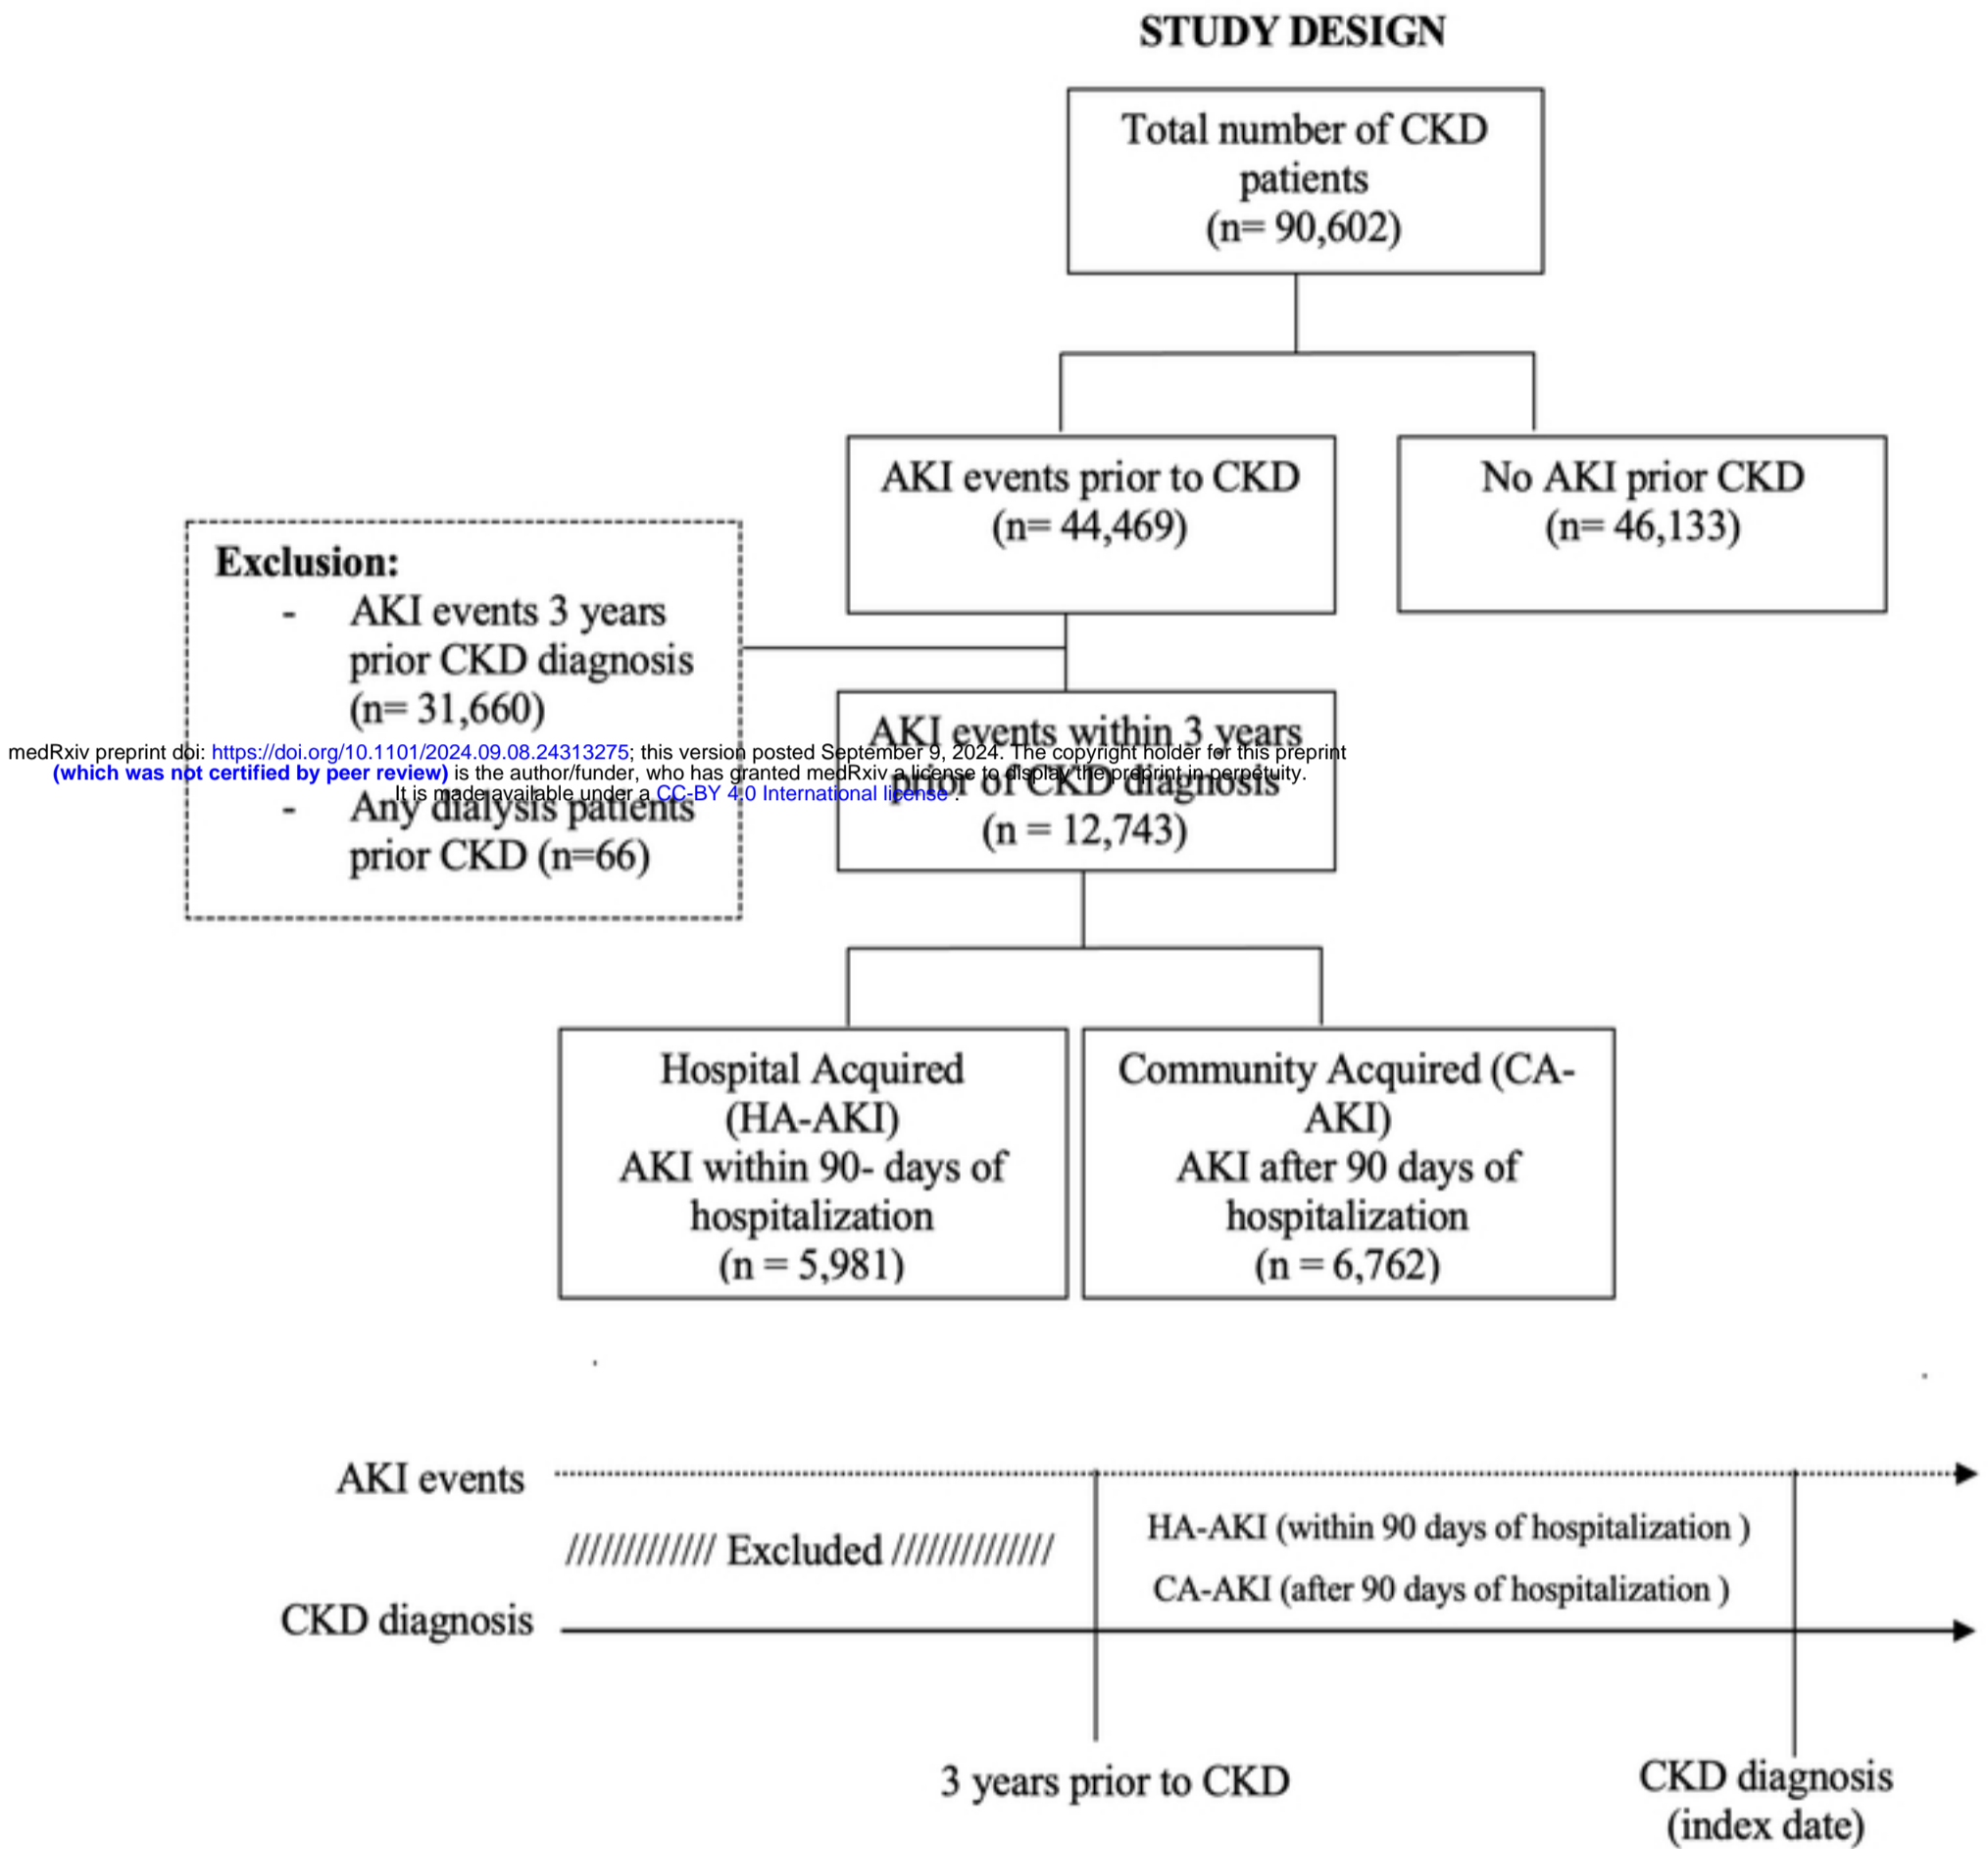 STUDY DESIGN
Total number of CKD
patients
(n= 90,602)
AKI events prior to CKD
(n= 44,469)
No AKI prior CKD
(n= 46,133)
Exclusion:
- AKI events 3 years
prior CKD diagnosis
(n= 31,660)
- Any dialysis patients
prior CKD (n=66)
AKI events within 3 years
prior of CKD diagnosis
(n = 12,743)
medRxiv preprint doi: https://doi.org/10.1101/2024.09.08.24313275; this version posted September 9, 2024. The copyright holder for this preprint
(which was not certified by peer review) is the author/funder, who has granted medRxiv a license to display the preprint in perpetuity.
It is made available under a CC-BY 4.0 International license .
Hospital Acquired
(HA-AKI)
AKI within 90- days of
hospitalization
(n = 5,981)
Community Acquired (CA-
AKI)
AKI after 90 days of
hospitalization
(n = 6,762)
AKI events
///////////// Excluded //////////////
HA-AKI (within 90 days of hospitalization )
CA-AKI (after 90 days of hospitalization )
CKD diagnosis
3 years prior to CKD
CKD diagnosis
(index date)